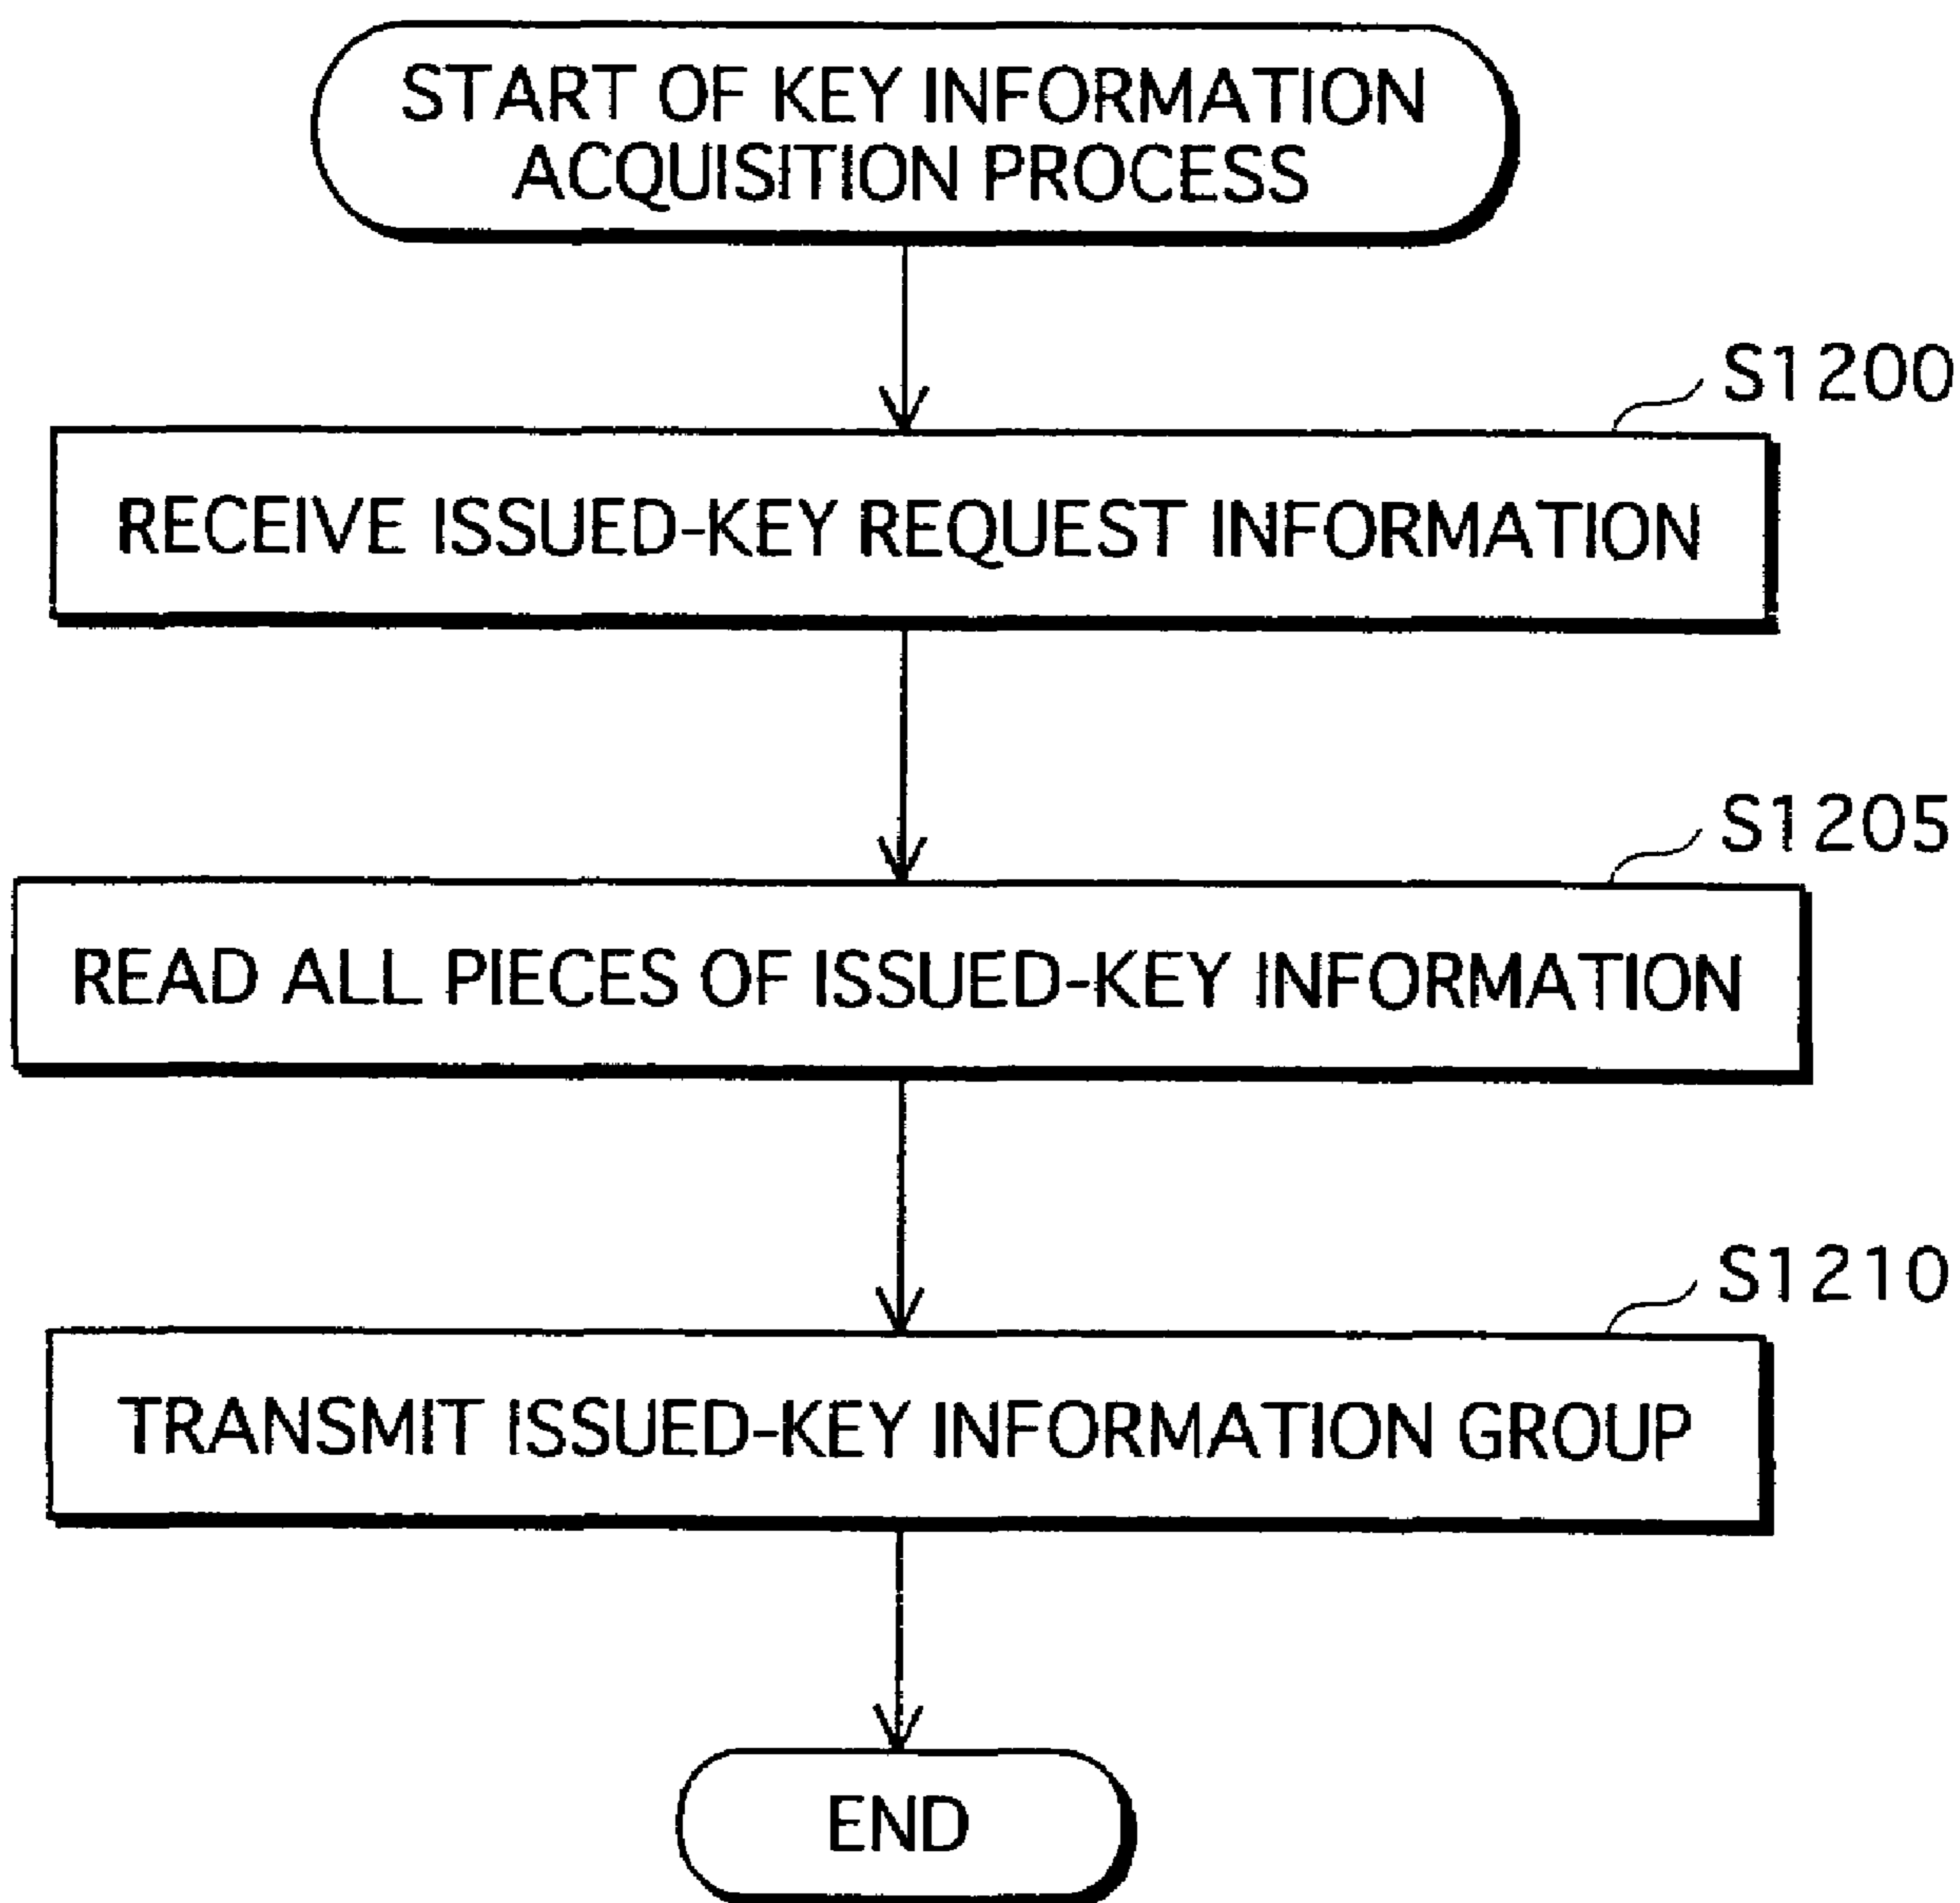 START OF KEY INFORMATION
ACQUISITION PROCESS
S1200
RECEIVE ISSUED-KEY REQUEST INFORMATION
S1205
READ ALL PIECES OF ISSUED-KEY INFORMATION
S1210
TRANSMIT ISSUED-KEY INFORMATION GROUP
END